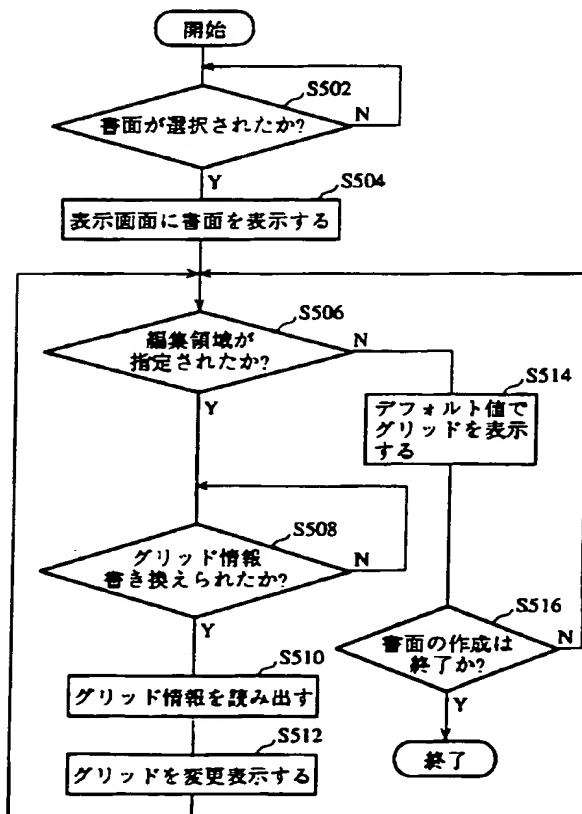 開始
S502
書面が選択されたか?
N
Y
S504
表示画面に書面を表示する
S506
編集領域が
指定されたか?
N
Y
S514
デフォルト値で
グリッドを表示
する
S508
グリッド情報
書き換えられたか?
N
Y
S516
書面の作成は
終了か?
N
Y
S510
グリッド情報を読み出す
S512
グリッドを変更表示する
終了